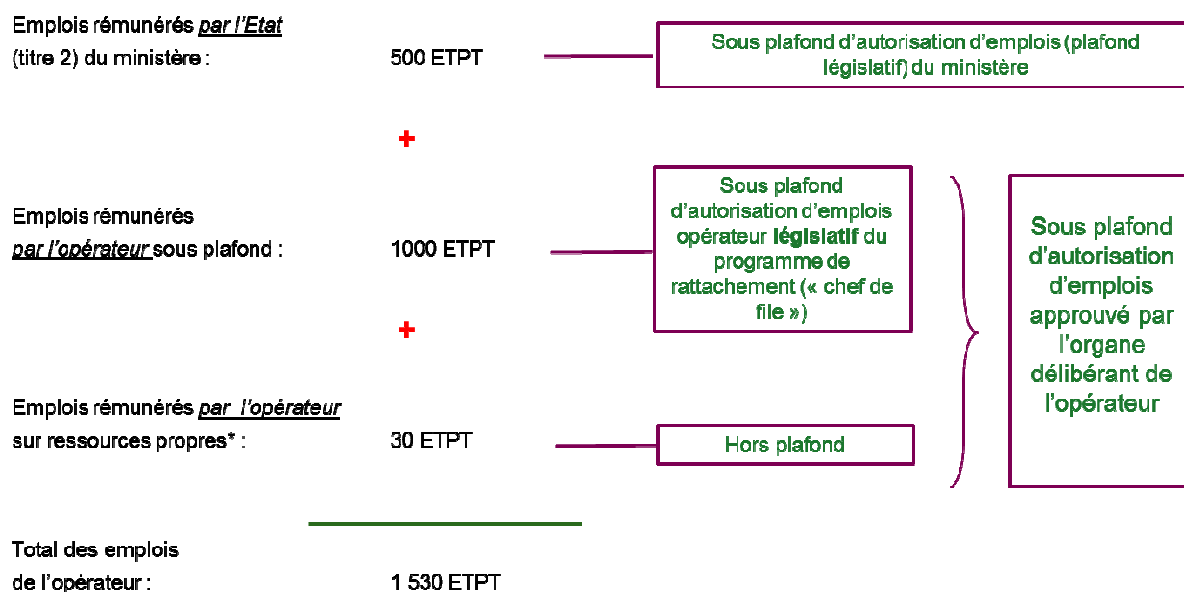 Emplois rémunérés par l'Etat
(titre 2) du ministère :
500 ETPT
Sous plafond d'autorisation d'emplois (plafond
législatif) du ministère
+
Emplois rémunérés
par l'opérateur sous plafond :
1000 ETPT
Sous plafond
d'autorisation d'emplois
opérateur législatif du
programme de
rattachement (« chef de
file »)
Sous plafond
d'autorisation
d'emplois
approuvé par
l'organe
délibérant de
l'opérateur
+
Emplois rémunérés par l'opérateur
sur ressources propres* :
30 ETPT
Hors plafond
Total des emplois
de l'opérateur :
1 530 ETPT